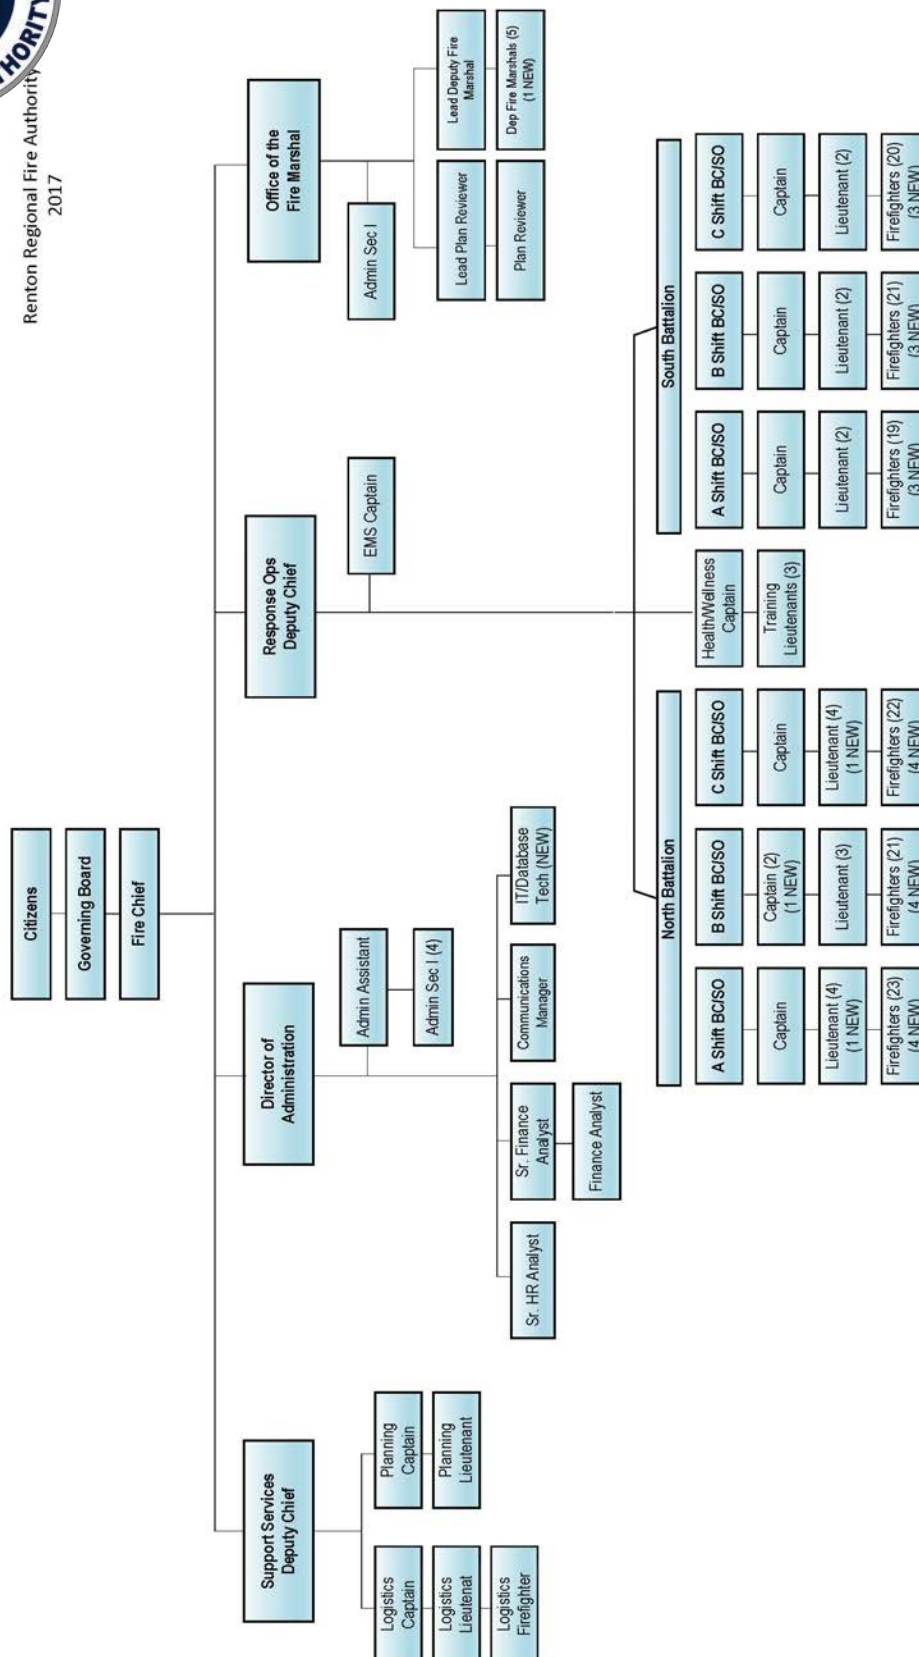 THORITY
Renton Regional Fire Authority
2017
Citizens
Governing Board
Fire Chief
Support Services
Deputy Chief
Director of
Administration
Response Ops
Deputy Chief
Office of the
Fire Marshal
Logistics
Captain
Logistics
Lieutenat
Logistics
Firefighter
Planning
Captain
Planning
Lieutenant
Admin Assistant
Admin Sec I (4)
Sr. HR Analyst
Sr. Finance
Analyst
Finance Analyst
Communications
Manager
IT/Database
Tech (NEW)
EMS Captain
Admin Sec I
Lead Plan Reviewer
Plan Reviewer
Lead Deputy Fire
Marshal
Dep Fire Marshals (5)
(1 NEW)
North Battalion
A Shift BC/SO
Captain
Lieutenant (4)
(1 NEW)
Firefighters (23)
(4 NEW)
B Shift BC/SO
Captain (2)
(1 NEW)
Lieutenant (3)
Firefighters (21)
(4 NEW)
C Shift BC/SO
Captain
Lieutenant (4)
(1 NEW)
Firefighters (22)
(4 NEW)
Health/Wellness
Captain
Training
Lieutenants (3)
South Battalion
A Shift BC/SO
Captain
Lieutenant (2)
Firefighters (19)
(3 NEW)
B Shift BC/SO
Captain
Lieutenant (2)
Firefighters (21)
(3 NEW)
C Shift BC/SO
Captain
Lieutenant (2)
Firefighters (20)
(3 NEW)